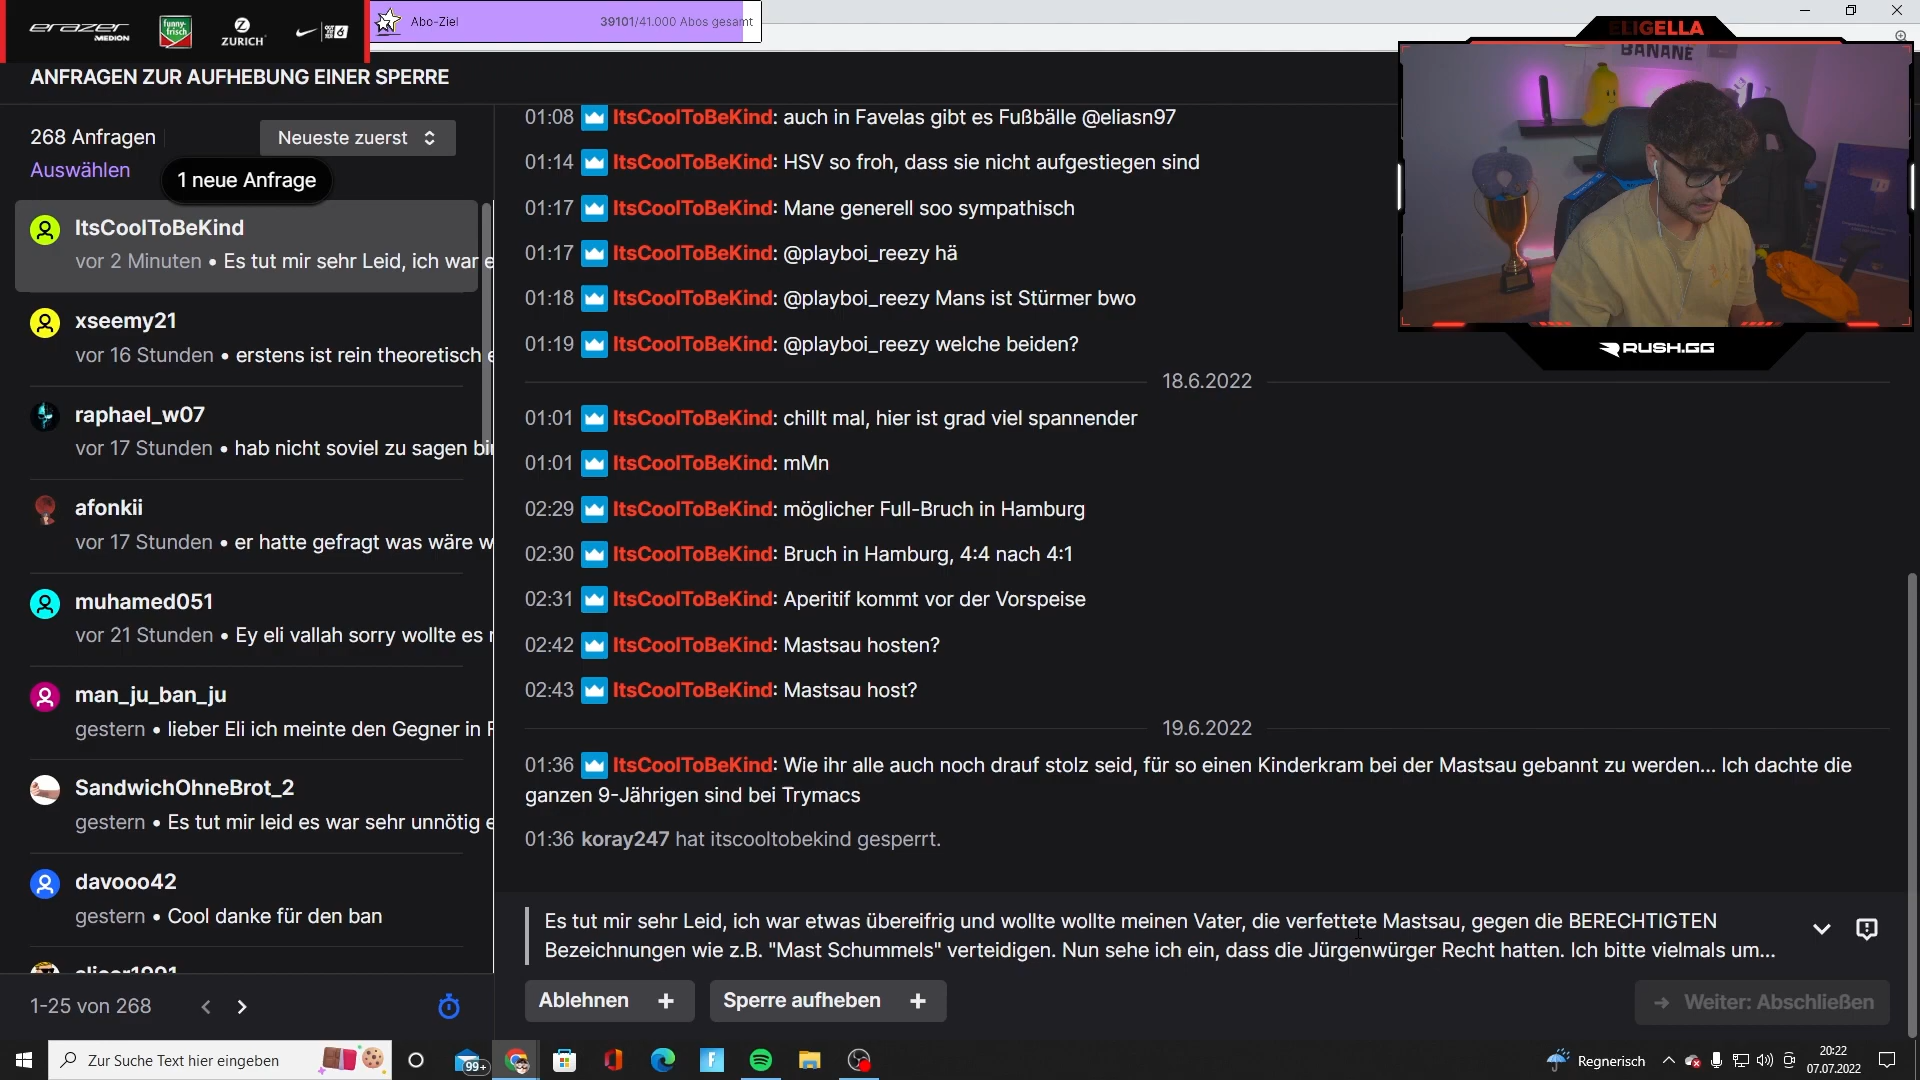 erazer
MEDION
funny-frisch
ZURICH
Abo-Ziel
39101/41.000 Abos gesamt
ELIGELLA
BANANE
RUSH.GG
ANFRAGEN ZUR AUFHEBUNG EINER SPERRE
268 Anfragen
Neueste zuerst
Auswählen
1 neue Anfrage
ItsCoolToBeKind
vor 2 Minuten • Es tut mir sehr Leid, ich war e
xseemy21
vor 16 Stunden • erstens ist rein theoretisch e
raphael_w07
vor 17 Stunden • hab nicht soviel zu sagen bin
afonkii
vor 17 Stunden • er hatte gefragt was wäre w
muhamed051
vor 21 Stunden • Ey eli vallah sorry wollte es n
man_ju_ban_ju
gestern • lieber Eli ich meinte den Gegner in F
SandwichOhneBrot_2
gestern • Es tut mir leid es war sehr unnötig e
davooo42
gestern • Cool danke für den ban
1-25 von 268
01:08 ItsCoolToBeKind: auch in Favelas gibt es Fußbälle @eliasn97
01:14 ItsCoolToBeKind: HSV so froh, dass sie nicht aufgestiegen sind
01:17 ItsCoolToBeKind: Mane generell soo sympathisch
01:17 ItsCoolToBeKind: @playboi_reezy hä
01:18 ItsCoolToBeKind: @playboi_reezy Mans ist Stürmer bwo
01:19 ItsCoolToBeKind: @playboi_reezy welche beiden?
18.6.2022
01:01 ItsCoolToBeKind: chillt mal, hier ist grad viel spannender
01:01 ItsCoolToBeKind: mMn
02:29 ItsCoolToBeKind: möglicher Full-Bruch in Hamburg
02:30 ItsCoolToBeKind: Bruch in Hamburg, 4:4 nach 4:1
02:31 ItsCoolToBeKind: Aperitif kommt vor der Vorspeise
02:42 ItsCoolToBeKind: Mastsau hosten?
02:43 ItsCoolToBeKind: Mastsau host?
19.6.2022
01:36 ItsCoolToBeKind: Wie ihr alle auch noch drauf stolz seid, für so einen Kinderkram bei der Mastsau gebannt zu werden... Ich dachte die
ganzen 9-Jährigen sind bei Trymacs
01:36 koray247 hat itscooltobekind gesperrt.
Es tut mir sehr Leid, ich war etwas übereifrig und wollte wollte meinen Vater, die verfettete Mastsau, gegen die BERECHTIGTEN
Bezeichnungen wie z.B. "Mast Schummels" verteidigen. Nun sehe ich ein, dass die Jürgenwürger Recht hatten. Ich bitte vielmals um...
Ablehnen +
Sperre aufheben +
→ Weiter: Abschließen
Zur Suche Text hier eingeben
99+
Regnerisch
20:22
07.07.2022